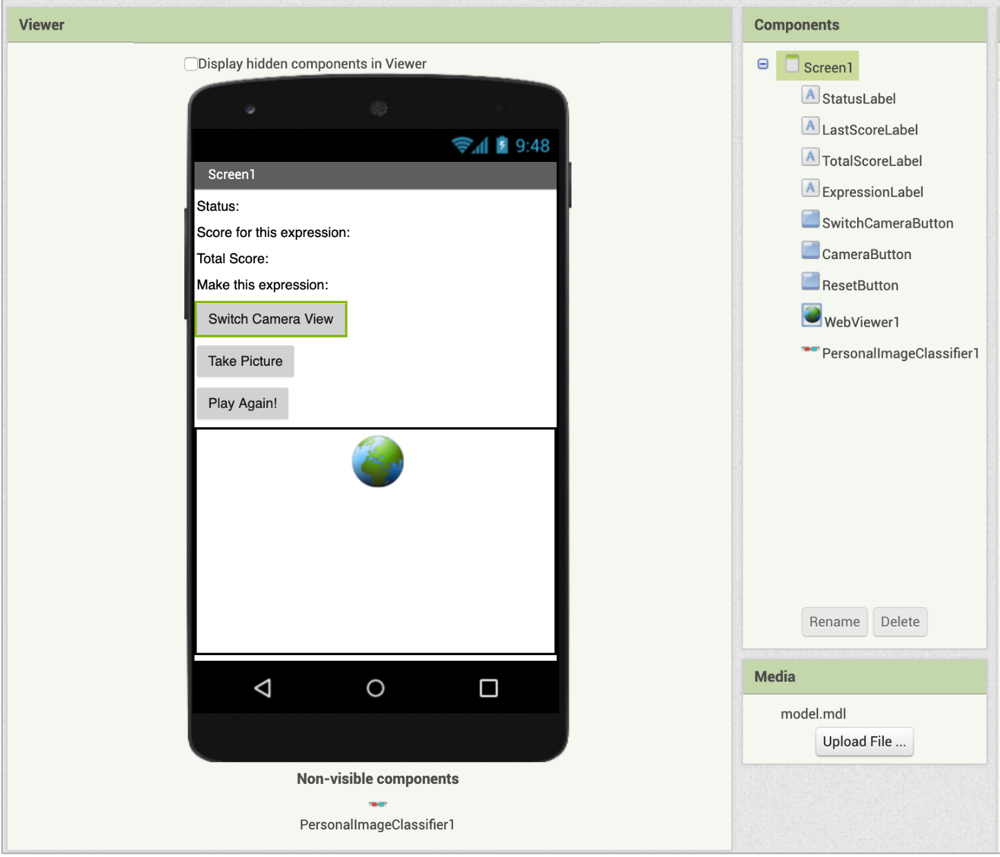 Viewer
Display hidden components in Viewer
9:48
Screen1
Status:
Score for this expression:
Total Score:
Make this expression:
Switch Camera View
Take Picture
Play Again!
Non-visible components
PersonalImageClassifier1
Components
Screen1
A StatusLabel
A LastScoreLabel
A TotalScoreLabel
A ExpressionLabel
SwitchCameraButton
CameraButton
ResetButton
WebViewer1
PersonalImageClassifier1
Rename Delete
Media
model.mdl
Upload File ...